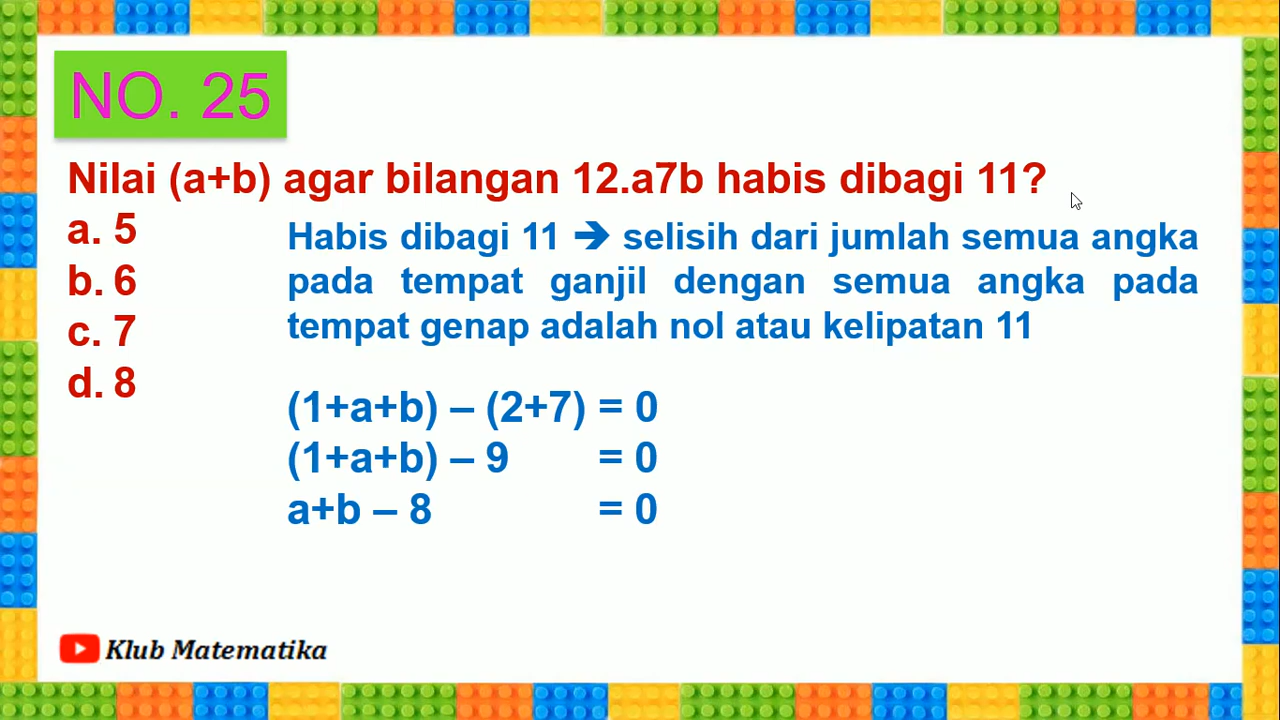 NO. 25
Nilai (a+b) agar bilangan 12.a7b habis dibagi 11?
a. 5
b. 6
c. 7
d. 8
Habis dibagi 11 ➔ selisih dari jumlah semua angka
pada tempat ganjil dengan semua angka pada
tempat genap adalah nol atau kelipatan 11
(1+a+b) – (2+7) = 0
(1+a+b) – 9 = 0
a+b – 8 = 0
Klub Matematika